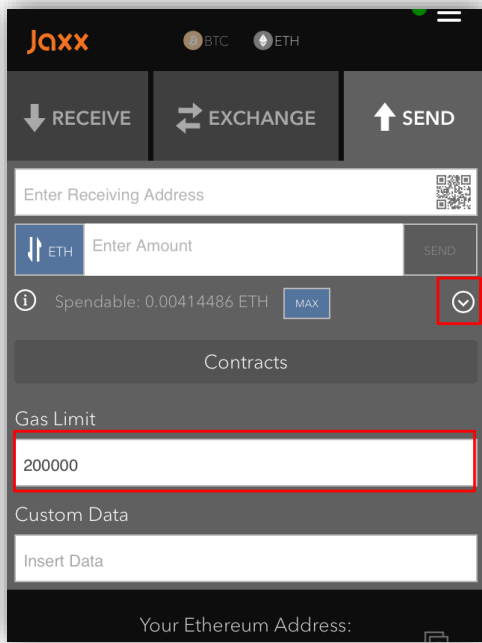 Jaxx BTC ETH
RECEIVE EXCHANGE SEND
Enter Receiving Address
ETH Enter Amount SEND
Spendable: 0.00414486 ETH MAX
Contracts
Gas Limit
200000
Custom Data
Insert Data
Your Ethereum Address: